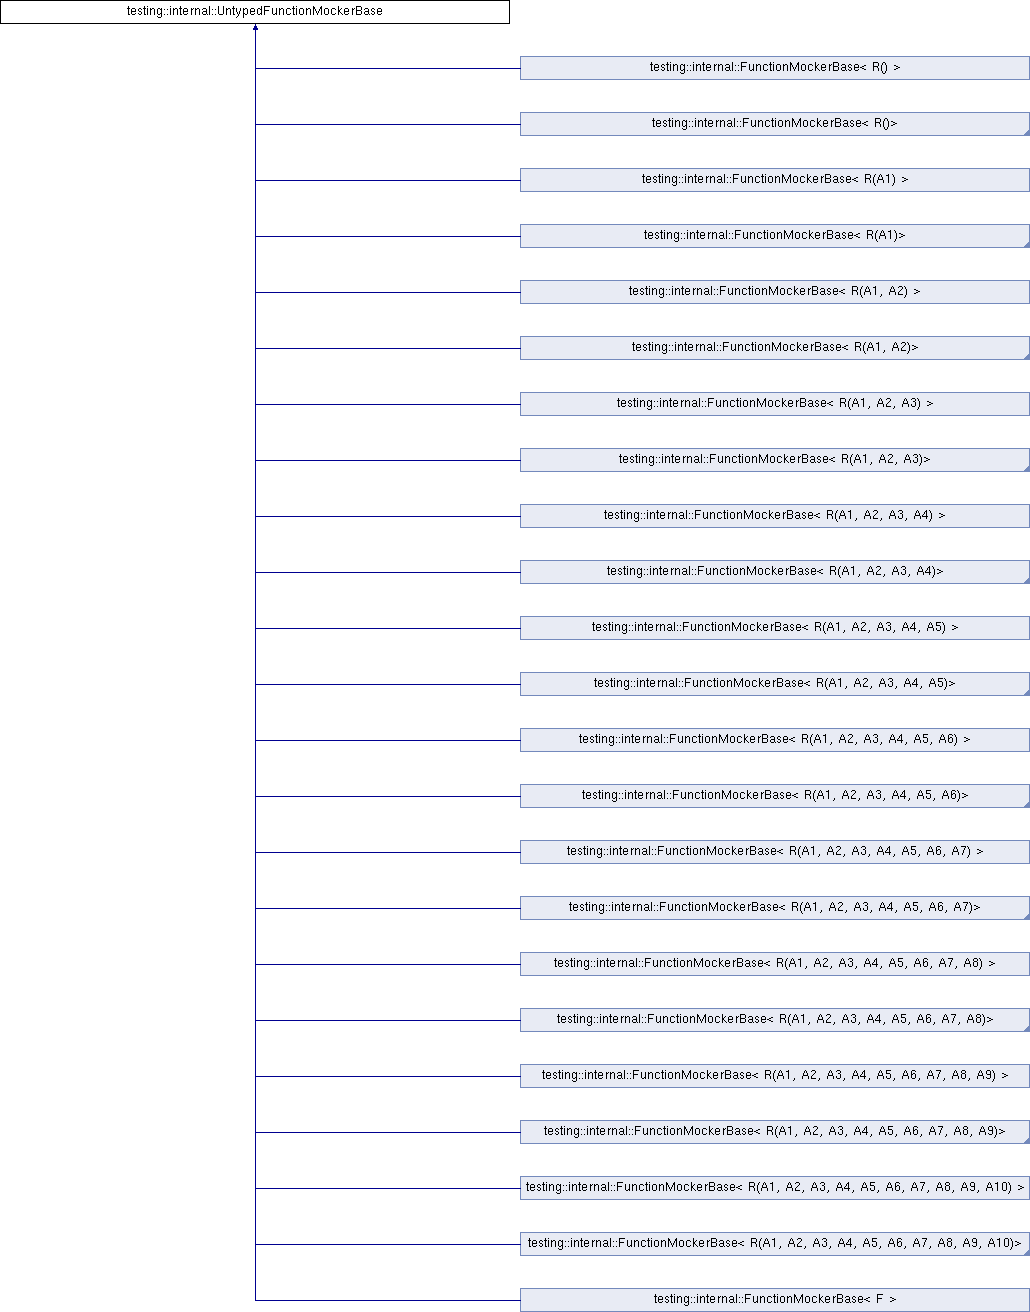 testing::internal::UntypedFunctionMockerBase
testing::internal::FunctionMockerBase< R() >
testing::internal::FunctionMockerBase< R()>
testing::internal::FunctionMockerBase< R(A1) >
testing::internal::FunctionMockerBase< R(A1)>
testing::internal::FunctionMockerBase< R(A1, A2) >
testing::internal::FunctionMockerBase< R(A1, A2)>
testing::internal::FunctionMockerBase< R(A1, A2, A3) >
testing::internal::FunctionMockerBase< R(A1, A2, A3)>
testing::internal::FunctionMockerBase< R(A1, A2, A3, A4) >
testing::internal::FunctionMockerBase< R(A1, A2, A3, A4)>
testing::internal::FunctionMockerBase< R(A1, A2, A3, A4, A5) >
testing::internal::FunctionMockerBase< R(A1, A2, A3, A4, A5)>
testing::internal::FunctionMockerBase< R(A1, A2, A3, A4, A5, A6) >
testing::internal::FunctionMockerBase< R(A1, A2, A3, A4, A5, A6)>
testing::internal::FunctionMockerBase< R(A1, A2, A3, A4, A5, A6, A7) >
testing::internal::FunctionMockerBase< R(A1, A2, A3, A4, A5, A6, A7)>
testing::internal::FunctionMockerBase< R(A1, A2, A3, A4, A5, A6, A7, A8) >
testing::internal::FunctionMockerBase< R(A1, A2, A3, A4, A5, A6, A7, A8)>
testing::internal::FunctionMockerBase< R(A1, A2, A3, A4, A5, A6, A7, A8, A9) >
testing::internal::FunctionMockerBase< R(A1, A2, A3, A4, A5, A6, A7, A8, A9)>
testing::internal::FunctionMockerBase< R(A1, A2, A3, A4, A5, A6, A7, A8, A9, A10) >
testing::internal::FunctionMockerBase< R(A1, A2, A3, A4, A5, A6, A7, A8, A9, A10)>
testing::internal::FunctionMockerBase< F >